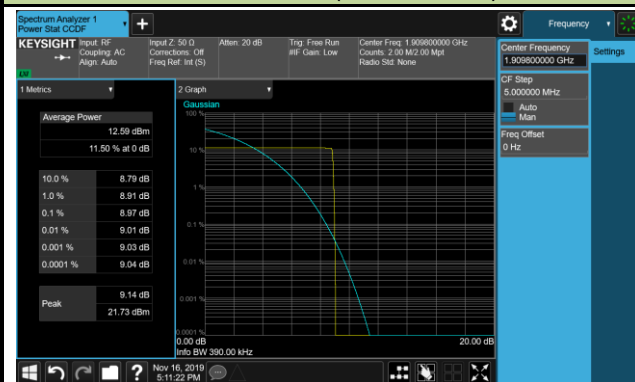 Spectrum Analyzer 1
Power Stat CCDF
Frequency
KEYSIGHT
Input: RF
Coupling: AC
Align: Auto
Input Z: 50 Ω
Corrections: Off
Freq Ref: Int (S)
Atten: 20 dB
Trig: Free Run
#IF Gain: Low
Center Freq: 1.909800000 GHz
Counts: 2.00 M/2.00 Mpt
Radio Std: None
Center Frequency
1.909800000 GHz
Settings
CF Step
5.000000 MHz
Auto
Man
Freq Offset
0 Hz
1 Metrics
2 Graph
Gaussian
Average Power
12.59 dBm
11.50 % at 0 dB
10.0 % 8.79 dB
1.0 % 8.91 dB
0.1 % 8.97 dB
0.01 % 9.01 dB
0.001 % 9.03 dB
0.0001 % 9.04 dB
Peak
9.14 dB
21.73 dBm
100 %
10 %
1 %
0.1 %
0.01 %
0.001 %
0.0001 %
0.00 dB
20.00 dB
Info BW 390.00 kHz
?
Nov 16, 2019
5:11:22 PM